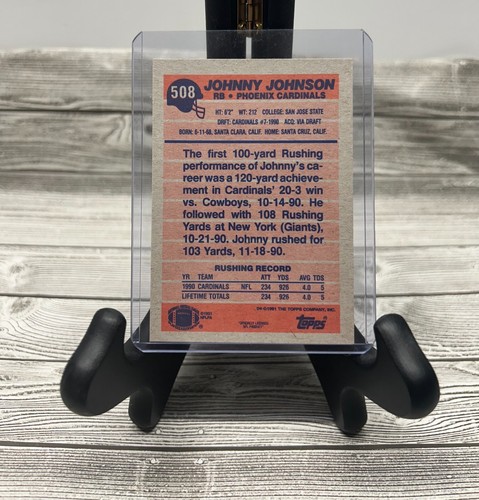 508
JOHNNY JOHNSON
RB • PHOENIX CARDINALS
HT: 6'2" WT: 212 COLLEGE: SAN JOSE STATE
DRFT: CARDINALS #7-1990 ACQ: VIA DRAFT
BORN: 6-11-68, SANTA CLARA, CALIF. HOME: SANTA CRUZ, CALIF.
The first 100-yard Rushing
performance of Johnny's ca-
reer was a 120-yard achieve-
ment in Cardinals' 20-3 win
vs. Cowboys, 10-14-90. He
followed with 108 Rushing
Yards at New York (Giants),
10-21-90. Johnny rushed for
103 Yards, 11-18-90.
RUSHING RECORD
YR TEAM ATT YDS AVG TDS
1990 CARDINALS NFL 234 926 4.0 5
LIFETIME TOTALS 234 926 4.0 5
©1991 THE TOPPS COMPANY, INC.
Topps®